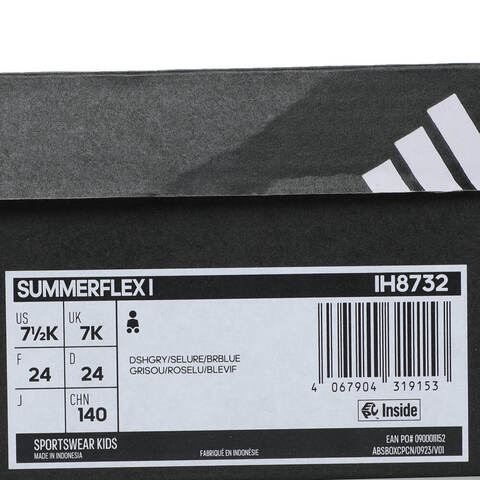 SUMMERFLEX I IH8732
US 7½K UK 7K
F 24 D 24
J CHN 140
DSHGRY/SELURE/BRBLUE
GRISOU/ROSELU/BLEVIF
4 067904 319153
Inside
SPORTSWEAR KIDS
MADE IN INDONESIA
FABRIQUÉ EN INDONÉSIE
EAN PO# 0900011152
ABSBOXCPCN/0923/V01